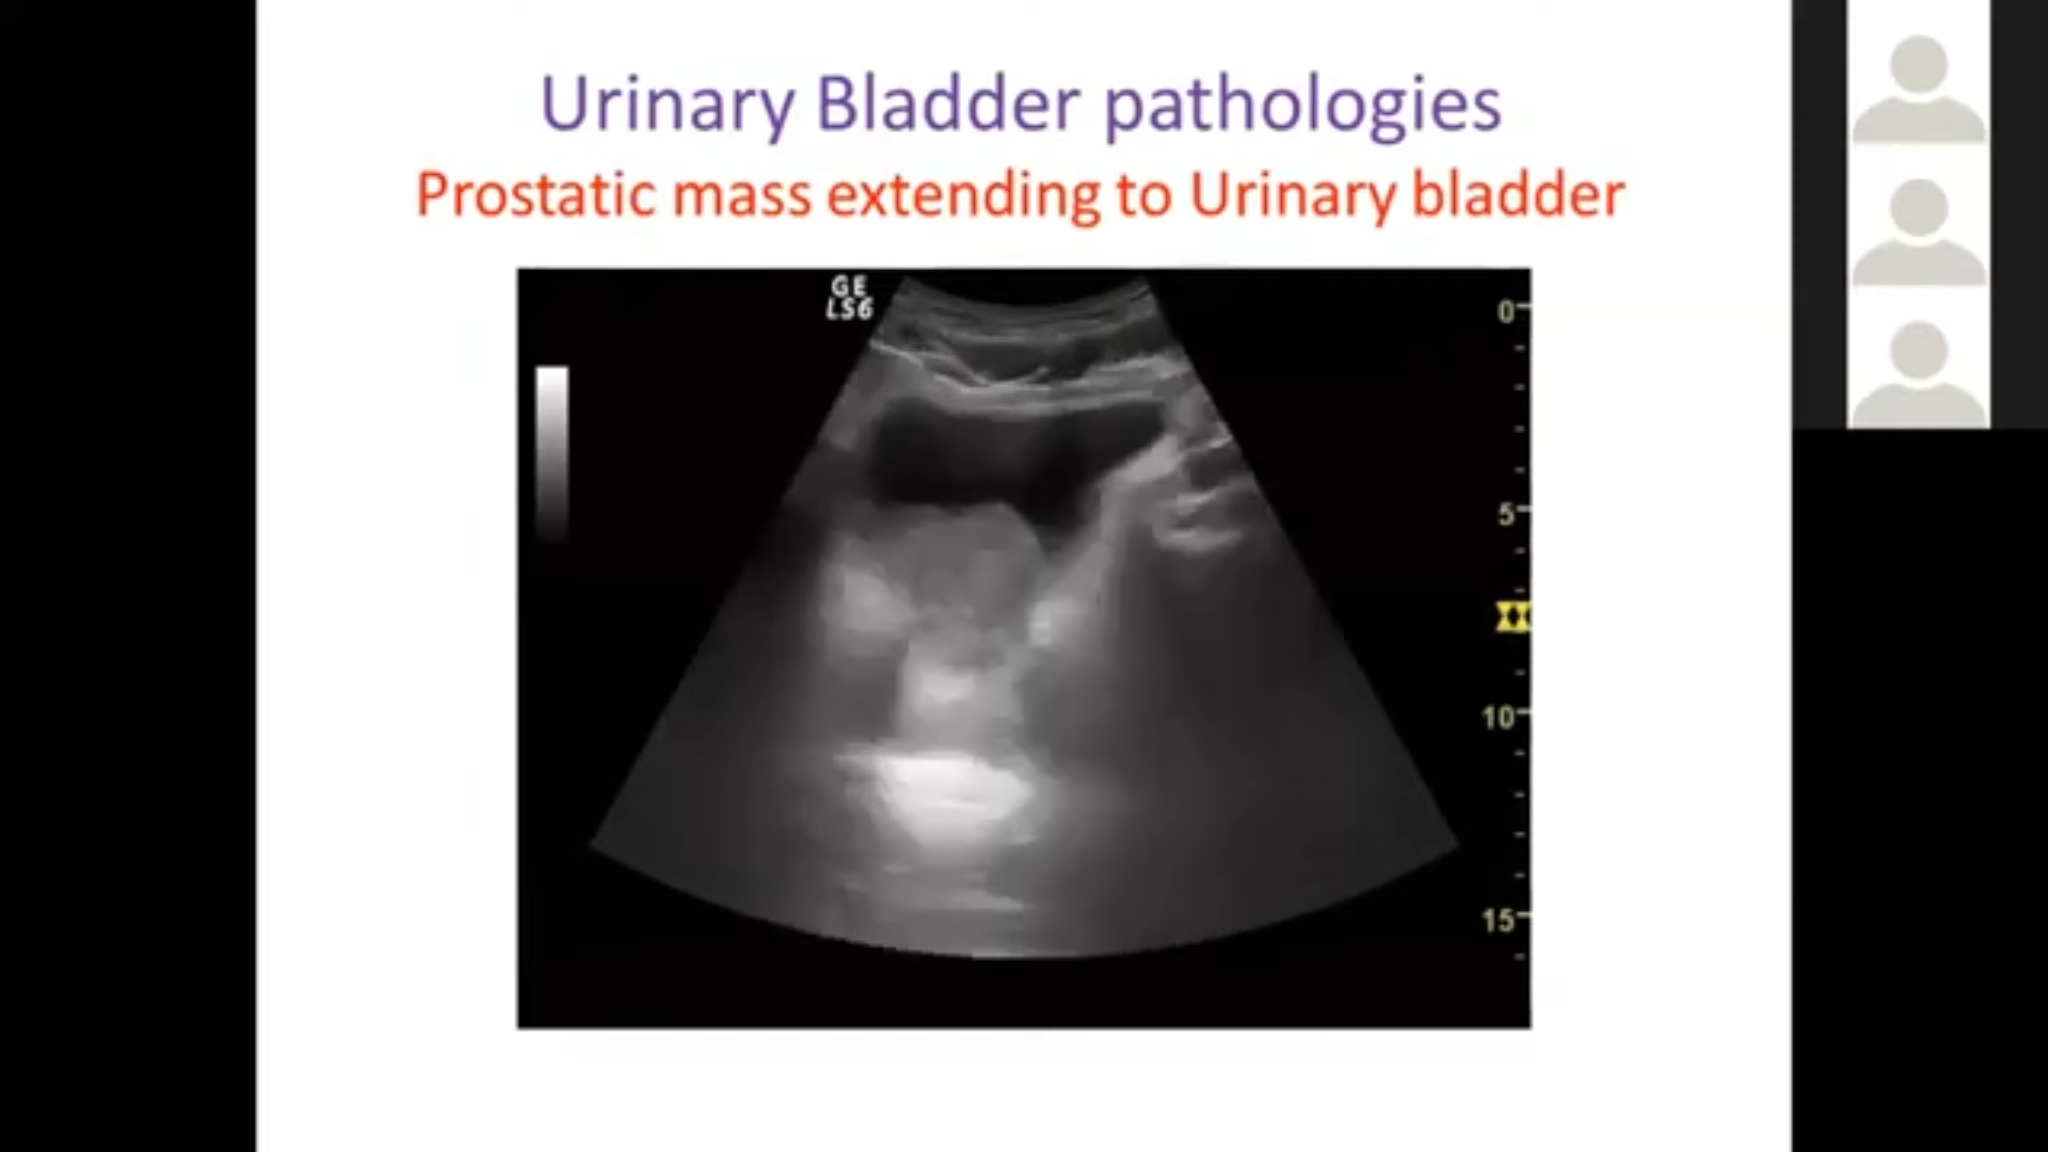 Urinary Bladder pathologies
Prostatic mass extending to Urinary bladder
GE
LS6
0
5
10
15